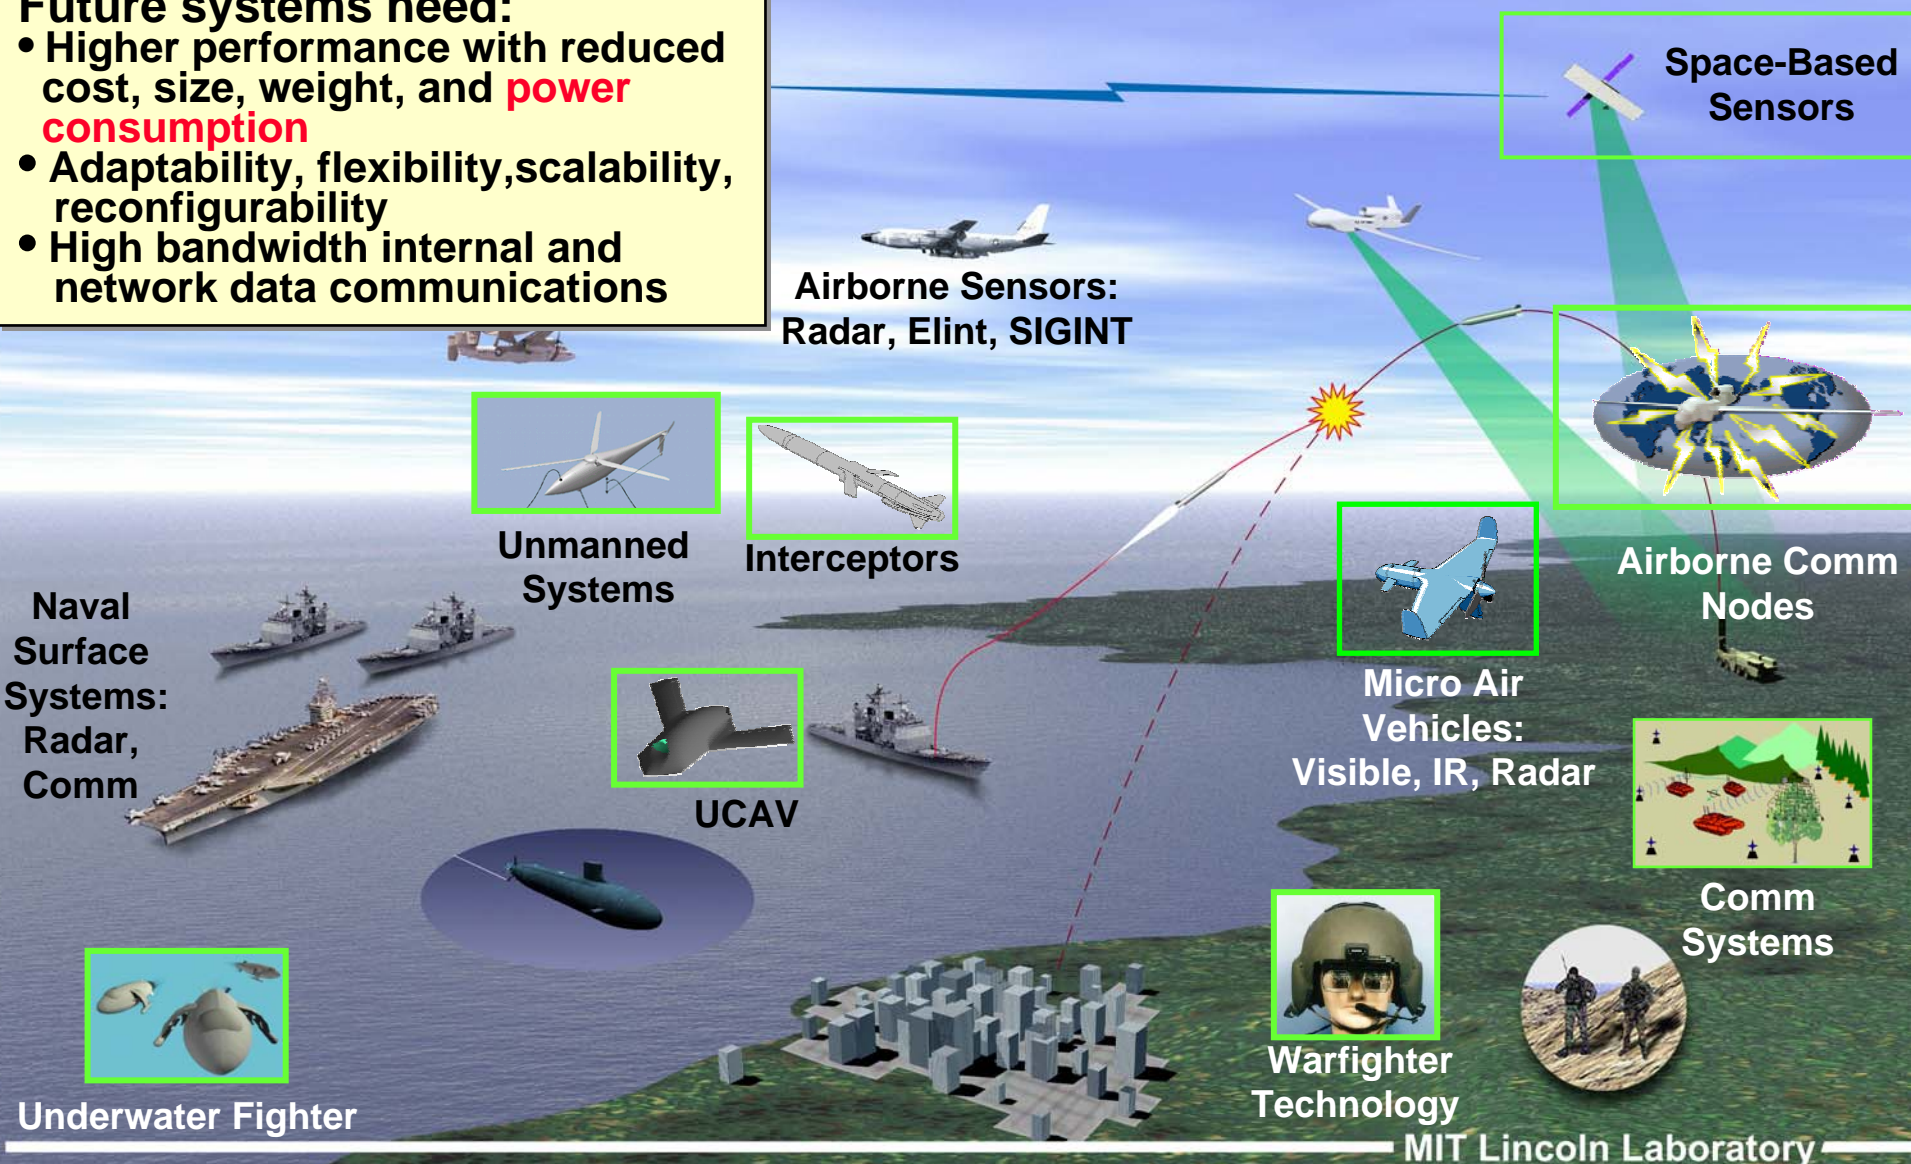 Future systems need:
• Higher performance with reduced
cost, size, weight, and power
consumption
• Adaptability, flexibility,scalability,
reconfigurability
• High bandwidth internal and
network data communications
Space-Based
Sensors
Airborne Sensors:
Radar, Elint, SIGINT
Unmanned
Systems
Interceptors
Airborne Comm
Nodes
Naval
Surface
Systems:
Radar,
Comm
Micro Air
Vehicles:
Visible, IR, Radar
UCAV
Comm
Systems
Warfighter
Technology
Underwater Fighter
MIT Lincoln Laboratory